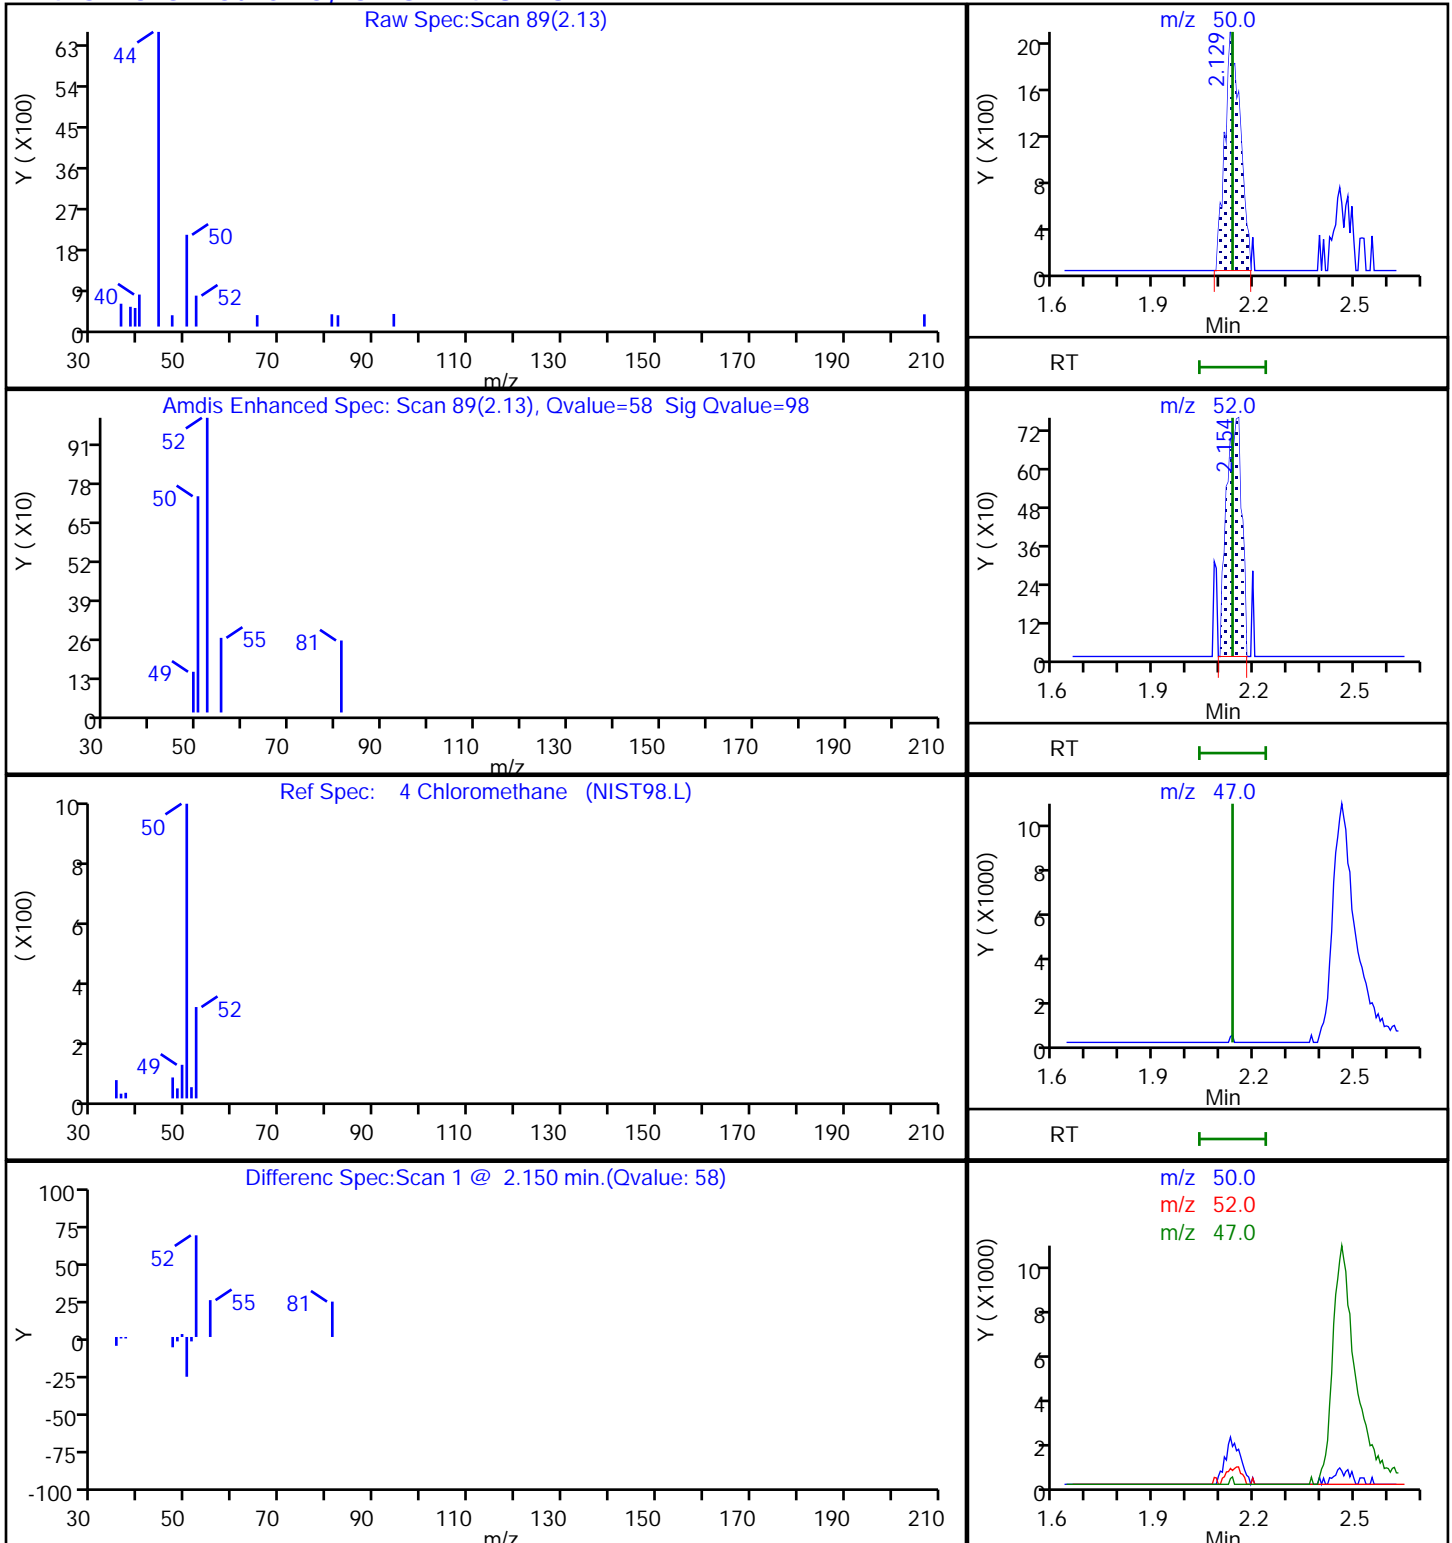 Raw Spec:Scan 89(2.13)
Y ( X100)
63
54
45
36
27
18
9
0
44
40
50
52
30 50 70 90 110 130 150 170 190 210
m/z
m/z 50.0
Y ( X100)
20
16
12
8
4
0
2.129
1.6 1.9 2.2 2.5
Min
RT
Amdis Enhanced Spec: Scan 89(2.13), Qvalue=58 Sig Qvalue=98
Y ( X10)
91
78
65
52
39
26
13
0
52
50
49
55
81
30 50 70 90 110 130 150 170 190 210
m/z
m/z 52.0
Y ( X10)
72
60
48
36
24
12
0
2.154
1.6 1.9 2.2 2.5
Min
RT
Ref Spec: 4 Chloromethane (NIST98.L)
( X100)
10
8
6
4
2
0
50
52
49
30 50 70 90 110 130 150 170 190 210
m/z 47.0
Y ( X1000)
10
8
6
4
2
0
1.6 1.9 2.2 2.5
Min
RT
Differenc Spec:Scan 1 @ 2.150 min.(Qvalue: 58)
Y
100
75
50
25
0
-25
-50
-75
-100
52
55
81
30 50 70 90 110 130 150 170 190 210
m/z
m/z 50.0
m/z 52.0
m/z 47.0
Y ( X1000)
10
8
6
4
2
0
1.6 1.9 2.2 2.5
Min